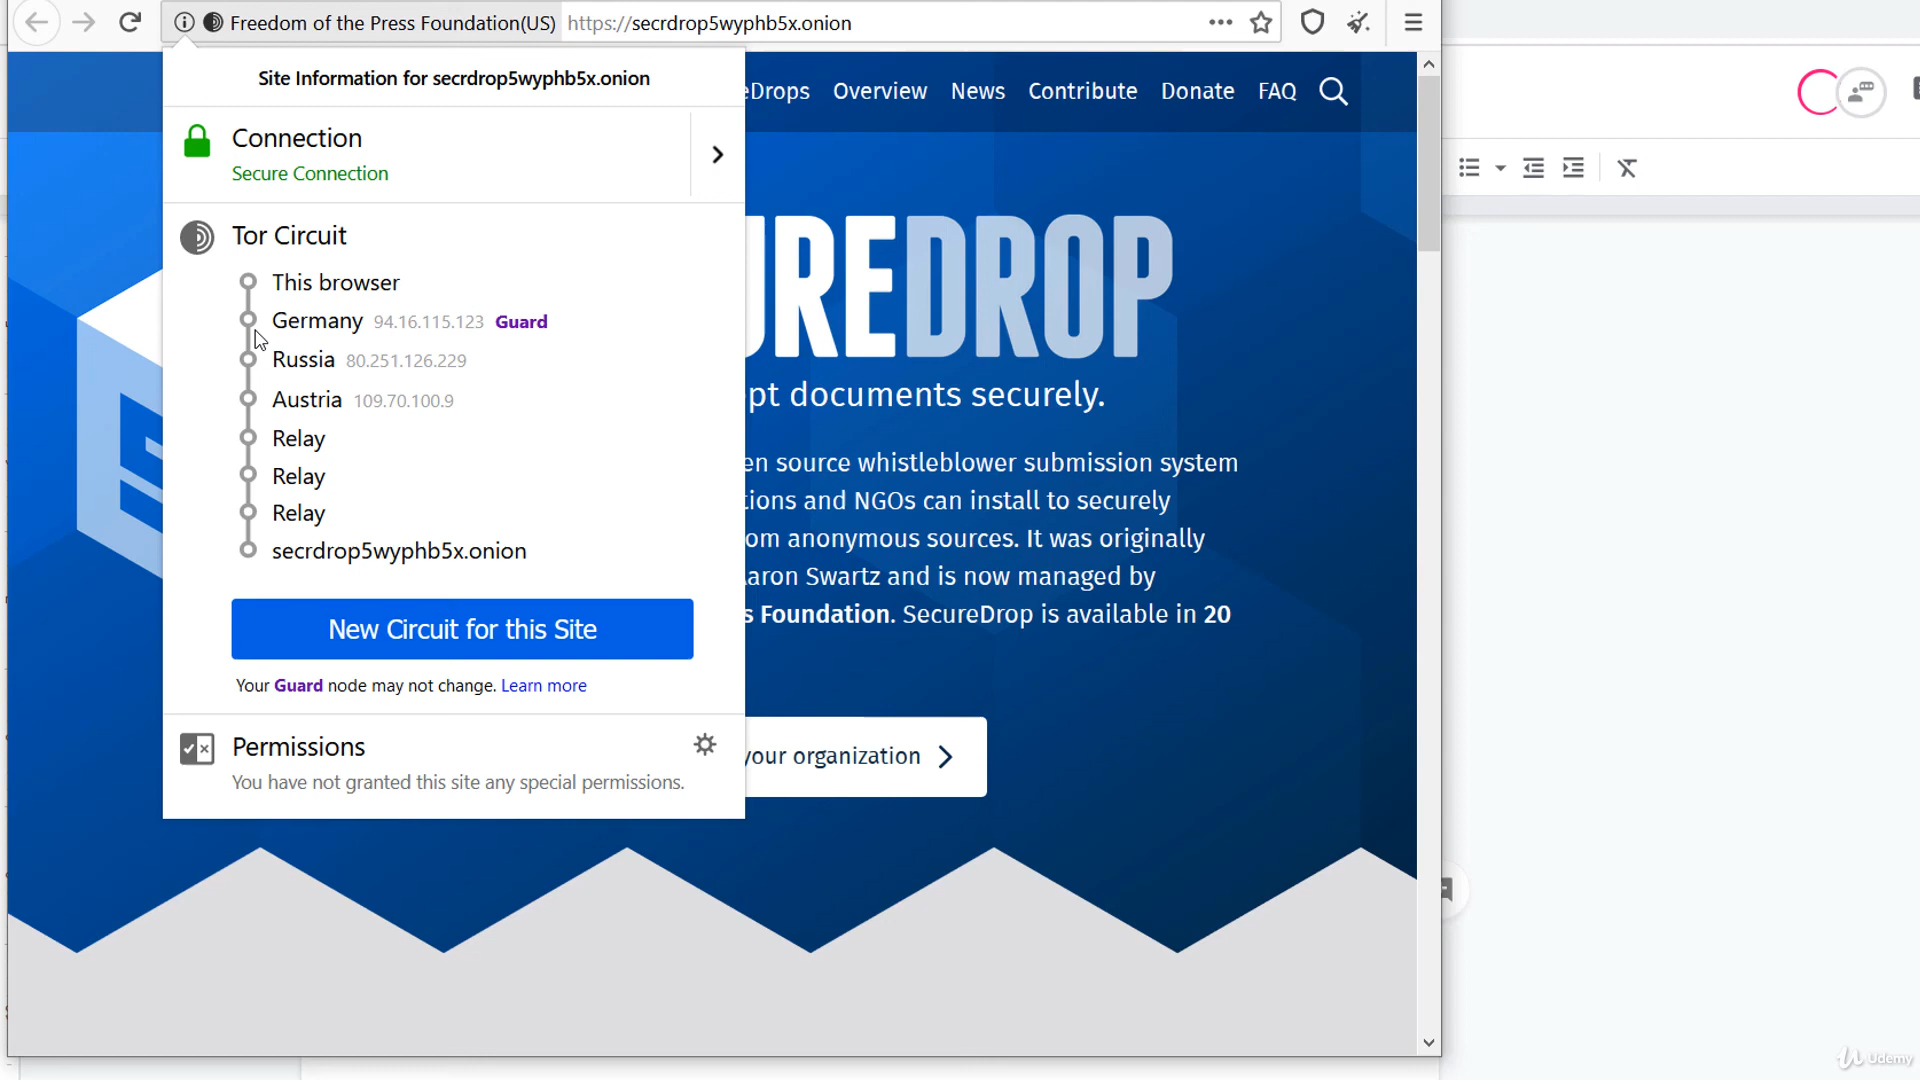 Freedom of the Press Foundation(US) https://secrdrop5wyphb5x.onion
Site Information for secrdrop5wyphb5x.onion
eDrops Overview News Contribute Donate FAQ
Connection
Secure Connection
Tor Circuit
This browser
Germany 94.16.115.123 Guard
Russia 80.251.126.229
Austria 109.70.100.9
Relay
Relay
Relay
secrdrop5wyphb5x.onion
New Circuit for this Site
Your Guard node may not change. Learn more
Permissions
You have not granted this site any special permissions.
UREDROP
pt documents securely.
en source whistleblower submission system
tions and NGOs can install to securely
om anonymous sources. It was originally
Aaron Swartz and is now managed by
s Foundation. SecureDrop is available in 20
your organization
Udemy